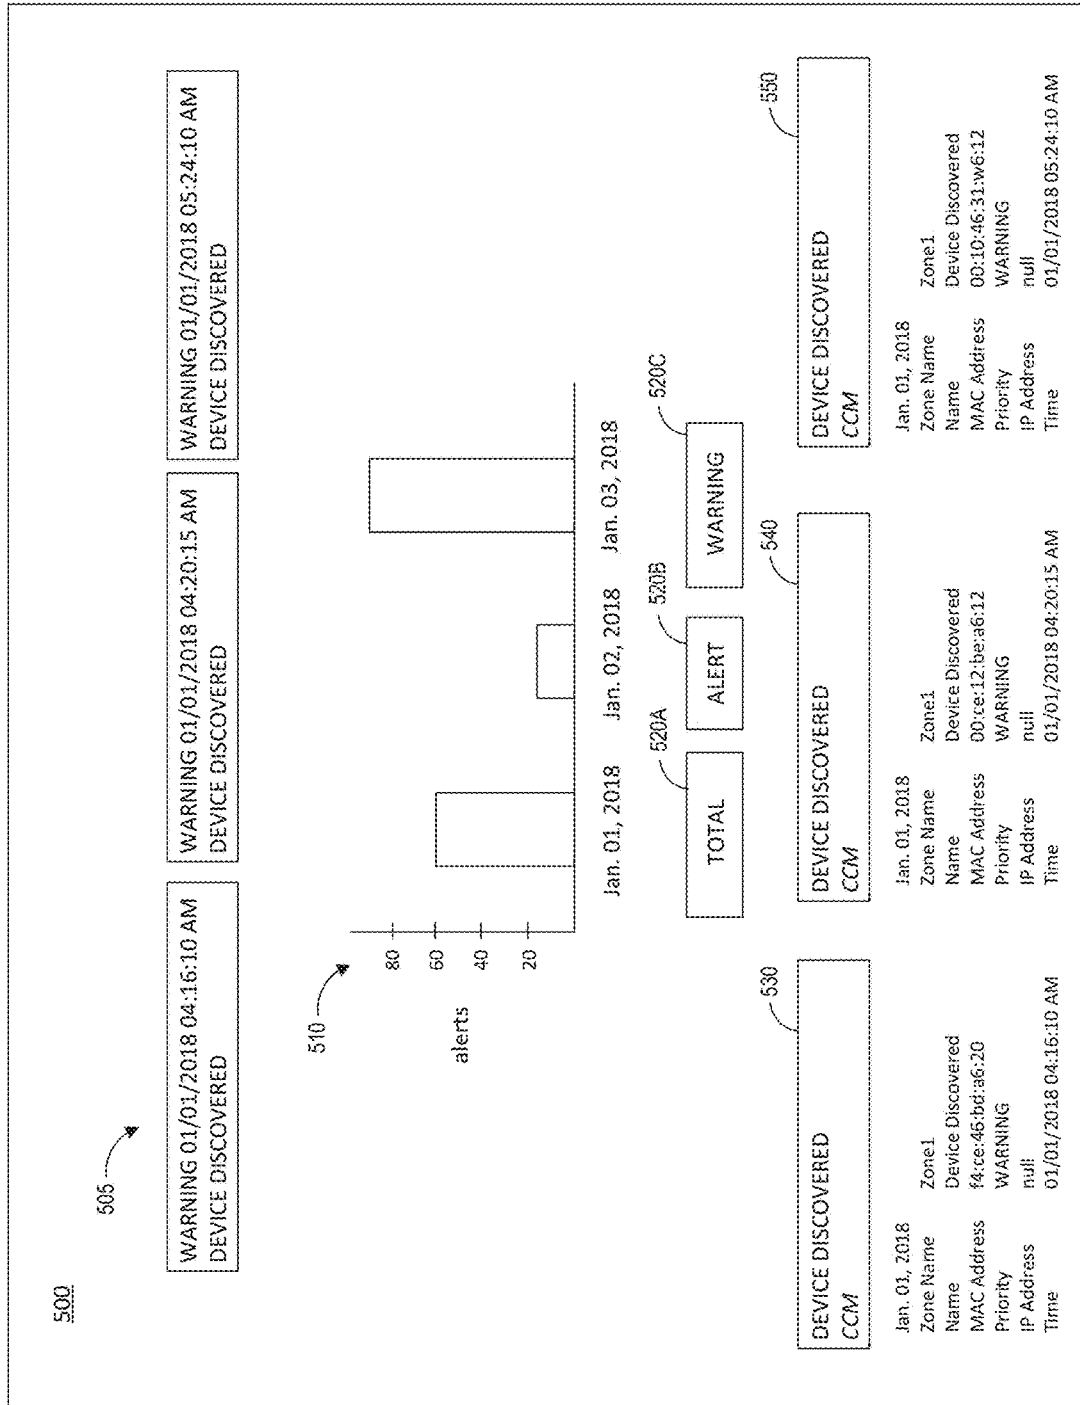 500
505
WARNING 01/01/2018 04:16:10 AM
DEVICE DISCOVERED
WARNING 01/01/2018 04:20:15 AM
DEVICE DISCOVERED
WARNING 01/01/2018 05:24:10 AM
DEVICE DISCOVERED
510
alerts
80
60
40
20
Jan. 01, 2018
Jan. 02, 2018
Jan. 03, 2018
520A
520B
520C
TOTAL
ALERT
WARNING
530
DEVICE DISCOVERED
CCM
Jan. 01, 2018
Zone Name Zone1
Name Device Discovered
MAC Address f4:ce:46:bd:a6:20
Priority WARNING
IP Address null
Time 01/01/2018 04:16:10 AM
540
DEVICE DISCOVERED
CCM
Jan. 01, 2018
Zone Name Zone1
Name Device Discovered
MAC Address 00:ce:12:be:a6:12
Priority WARNING
IP Address null
Time 01/01/2018 04:20:15 AM
550
DEVICE DISCOVERED
CCM
Jan. 01, 2018
Zone Name Zone1
Name Device Discovered
MAC Address 00:10:46:31:w6:12
Priority WARNING
IP Address null
Time 01/01/2018 05:24:10 AM